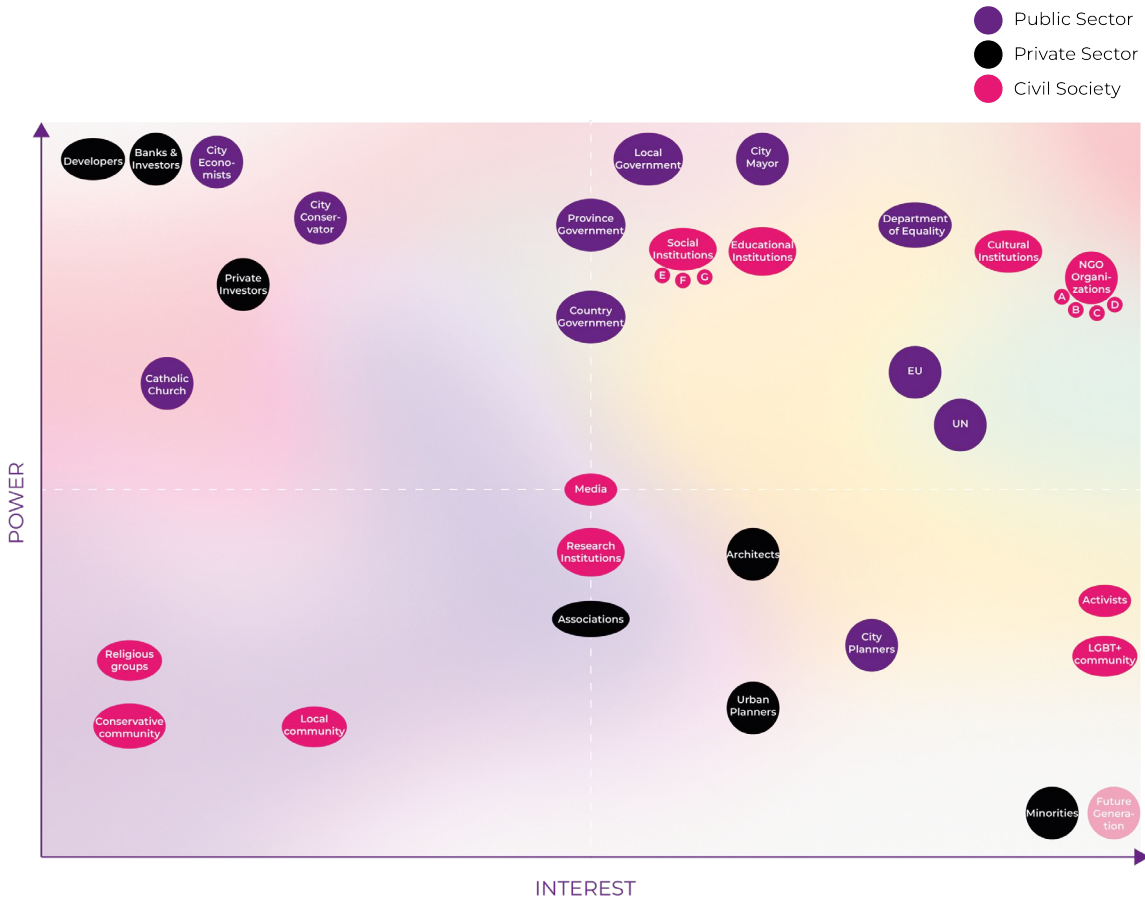 Public Sector
Private Sector
Civil Society
Developers
Banks &
Investors
City
Econo-
mists
Local
Government
City
Mayor
City
Conser-
vator
Province
Government
Department
of Equality
Social
Institutions
E
F
G
Educational
Institutions
Cultural
Institutions
NGO
Organi-
zations
A
B
C
D
Private
Investors
Country
Government
Catholic
Church
EU
UN
POWER
Media
Research
Institutions
Architects
Associations
Activists
City
Planners
LGBT+
community
Religious
groups
Urban
Planners
Conservative
community
Local
community
Minorities
Future
Genera-
tion
INTEREST